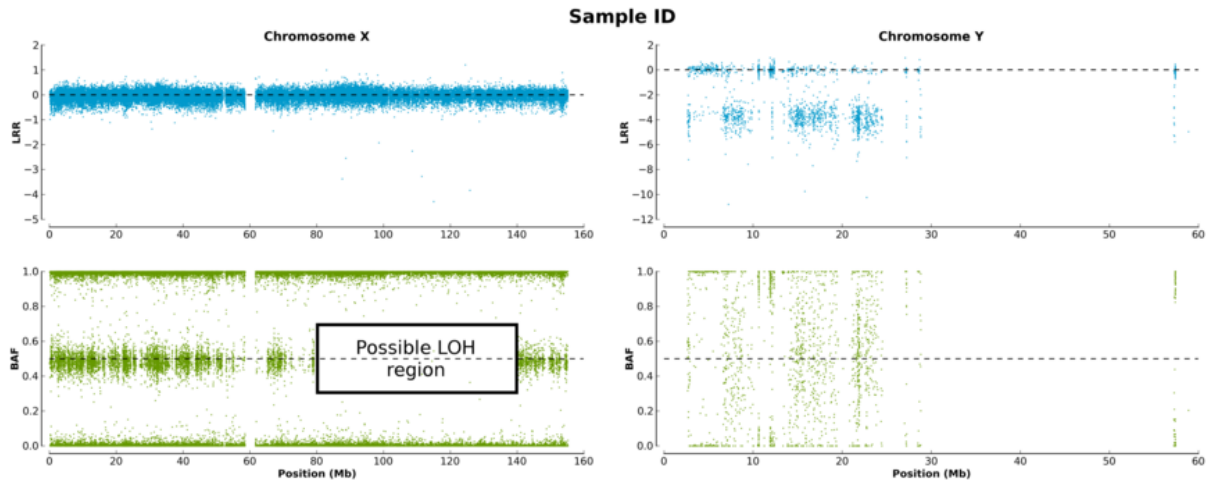 Sample ID
Chromosome X
Chromosome Y
LRR
2
1
0
−1
−2
−3
−4
−5
0 20 40 60 80 100 120 140 160
LRR
2
0
−2
−4
−6
−8
−10
−12
0 10 20 30 40 50 60
BAF
1.0
0.8
0.6
0.4
0.2
0.0
Possible LOH
region
0 20 40 60 80 100 120 140 160
Position (Mb)
BAF
1.0
0.8
0.6
0.4
0.2
0.0
0 10 20 30 40 50 60
Position (Mb)